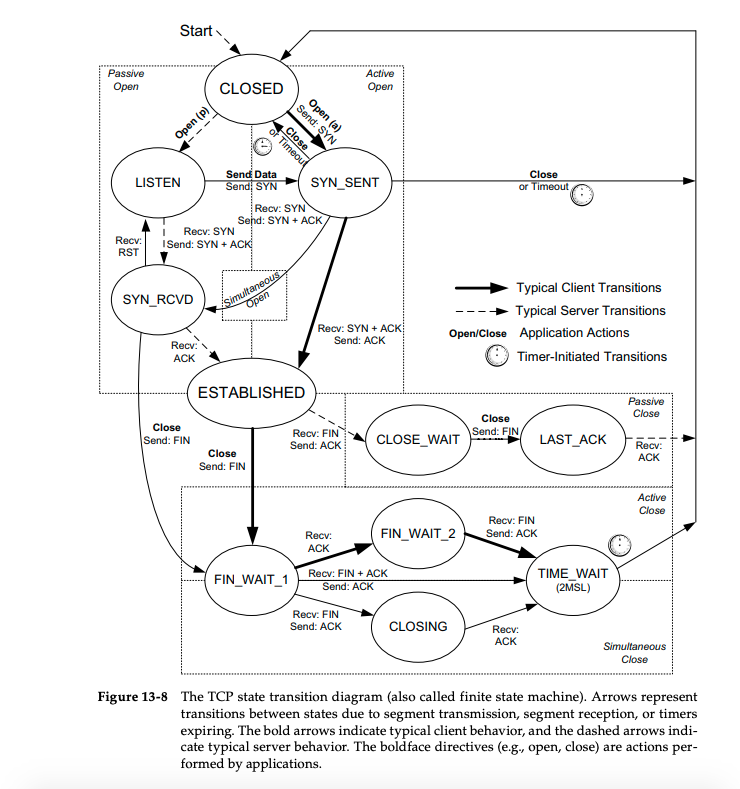 Start
Passive
Open
Active
Open
CLOSED
Open (p)
Open (a)
Send: SYN
Close
or Timeout
LISTEN
Send Data
Send: SYN
SYN_SENT
Close
or Timeout
Recv: SYN
Send: SYN + ACK
Recv: SYN
Send: SYN + ACK
Recv:
RST
Simultaneous
Open
SYN_RCVD
Typical Client Transitions
Typical Server Transitions
Open/Close Application Actions
Timer-Initiated Transitions
Recv: SYN + ACK
Send: ACK
Recv:
ACK
ESTABLISHED
Passive
Close
Close
Send: FIN
Close
Send: FIN
Recv: FIN
Send: ACK
CLOSE_WAIT
Close
Send: FIN
LAST_ACK
Recv:
ACK
Active
Close
Recv:
ACK
FIN_WAIT_2
Recv: FIN
Send: ACK
FIN_WAIT_1
Recv: FIN + ACK
Send: ACK
TIME_WAIT
(2MSL)
Recv: FIN
Send: ACK
CLOSING
Recv:
ACK
Simultaneous
Close
Figure 13-8 The TCP state transition diagram (also called finite state machine). Arrows represent
transitions between states due to segment transmission, segment reception, or timers
expiring. The bold arrows indicate typical client behavior, and the dashed arrows indi-
cate typical server behavior. The boldface directives (e.g., open, close) are actions per-
formed by applications.